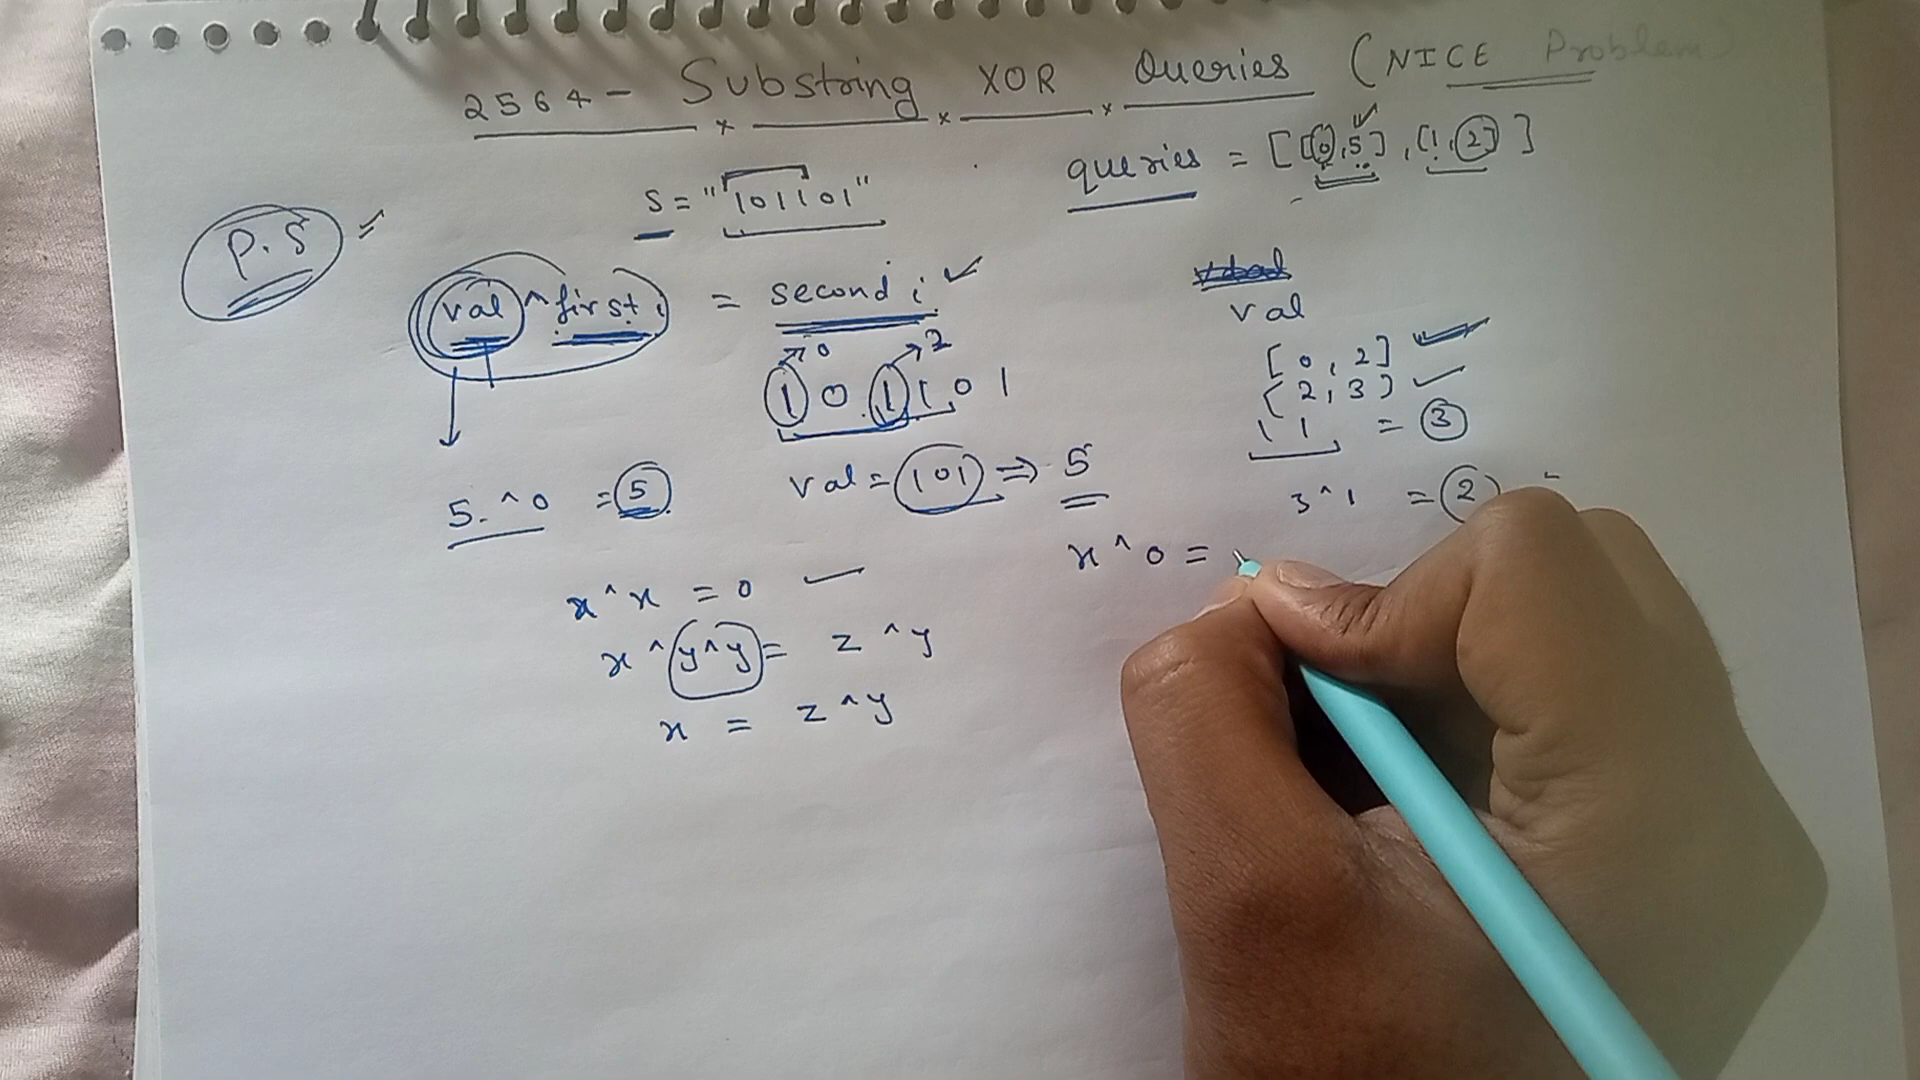 2564 - Substring XOR Queries (NICE Problem)
queries = [[0,5],[1,2]]
s = "101101"
P.S =
val ^ first i = second i
val
0 2
1 0 1 1 0 1
[0, 2]
[2, 3]
1 1 = 3
val = 101 => 5
5 ^ 0 = 5
3 ^ 1 = 2
x ^ 0 =
x ^ x = 0
x ^ y ^ y = z ^ y
x = z ^ y